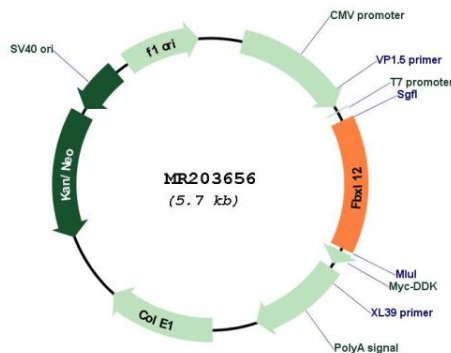 CMV promoter
VP1.5 primer
T7 promoter
SgfI
Fbxl 12
MluI
Myc-DDK
XL39 primer
PolyA signal
Col E1
Kan/ Neo
SV40 ori
f1 ori
MR203656
(5.7 kb)